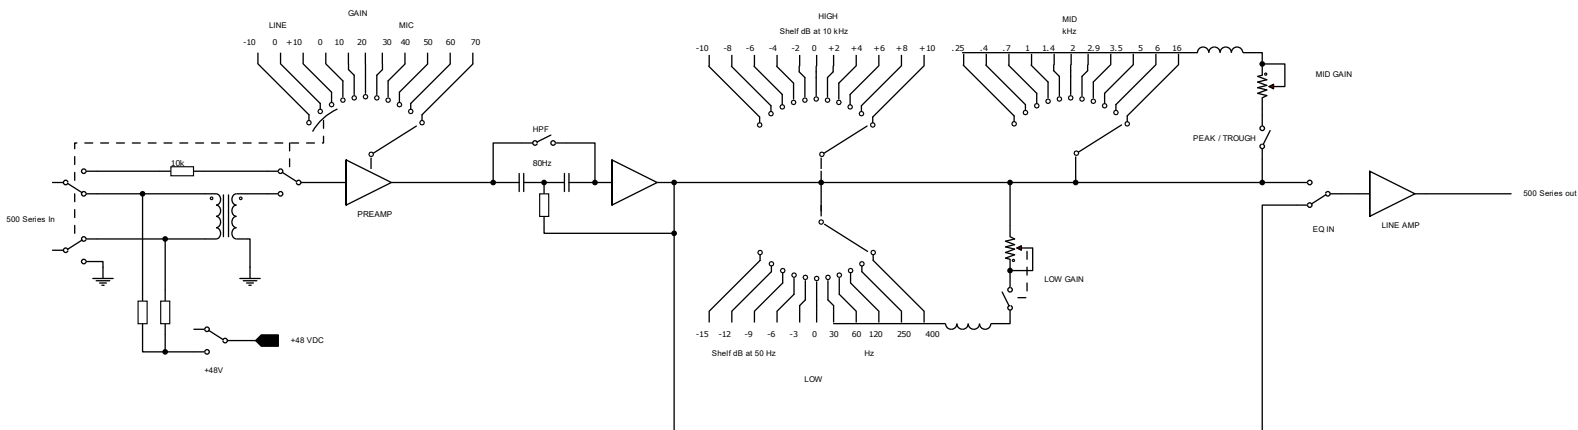 GAIN
LINE MIC
-10 0 +10 0 10 20 30 40 50 60 70
HIGH
Shelf dB at 10 kHz
-10 -8 -6 -4 -2 0 +2 +4 +6 +8 +10
MID
kHz
.25 .4 .7 1 1.4 2 2.9 3.5 5 6 16
MID GAIN
PEAK / TROUGH
HPF
80Hz
10k
PREAMP
500 Series In
500 Series out
EQ IN
LINE AMP
LOW GAIN
-15 -12 -9 -6 -3 0 30 60 120 250 400
Shelf dB at 50 Hz Hz
LOW
+48 VDC
+48V